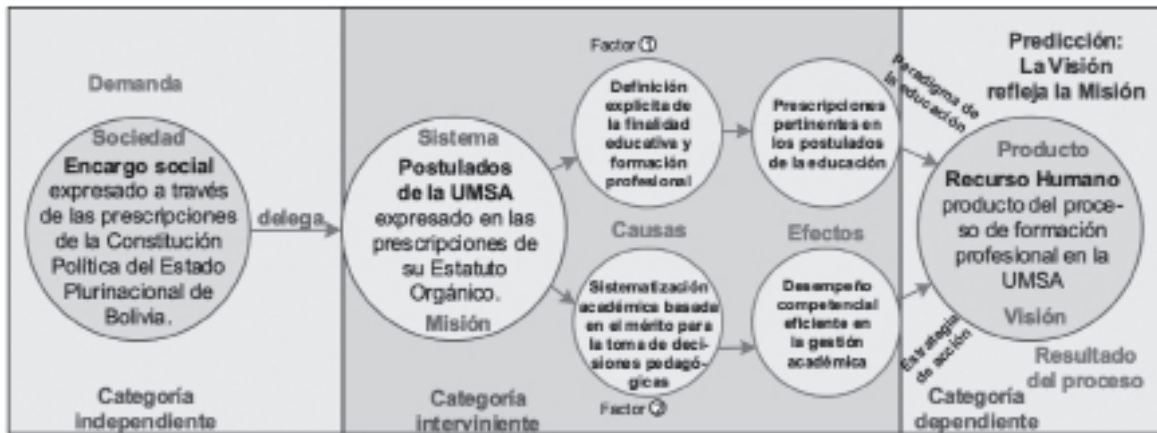 Demanda
Sociedad
Encargo social
expresado a través
de las prescripciones
de la Constitución
Política del Estado
Plurinacional de
Bolivia.
Categoría
independiente
delega
Sistema
Postulados
de la UMSA
expresado en las
prescripciones de
su Estatuto
Orgánico.
Misión
Categoría
interviniente
Factor 1
Definición
explicita de
la finalidad
educativa y
formación
profesional
Prescripciones
pertinentes en
los postulados
de la educación
Causas
Efectos
Sistematización
académica basada
en el mérito para
la toma de deci-
siones pedagó-
gicas
Factor 2
Desempeño
competencial
eficiente en
la gestión
académica
Paradigma de
la educación
Estrategia
de acción
Predicción:
La Visión
refleja la Misión
Producto
Recurso Humano
producto del proce-
so de formación
profesional en la
UMSA
Visión
Resultado
del proceso
Categoría
dependiente